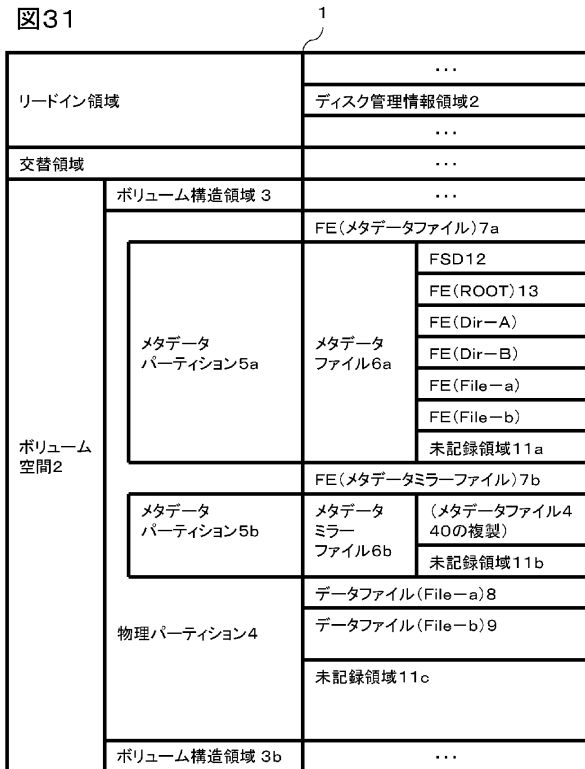 図31
1
…
リードイン領域
ディスク管理情報領域2
…
交替領域
…
ボリューム構造領域 3
…
FE(メタデータファイル)7a
FSD12
FE(ROOT)13
FE(Dir－A)
メタデータ
パーティション5a
メタデータ
ファイル6a
FE(Dir－B)
FE(File－a)
FE(File－b)
未記録領域11a
ボリューム
空間2
FE(メタデータミラーファイル)7b
メタデータ
パーティション5b
メタデータ
ミラー
ファイル6b
(メタデータファイル4
40の複製)
未記録領域11b
データファイル(File－a)8
物理パーティション4
データファイル(File－b)9
未記録領域11c
ボリューム構造領域 3b
…